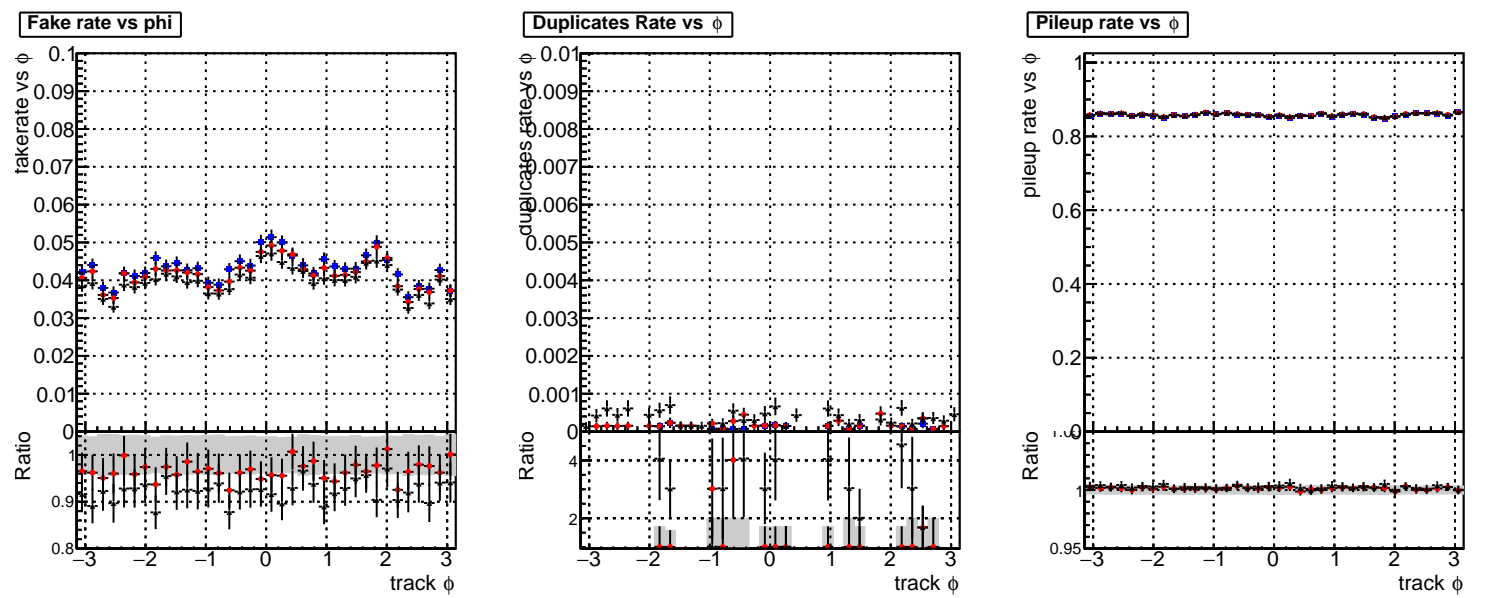 Fake rate vs phi
fakerate vs ϕ
0.1
0.09
0.08
0.07
0.06
0.05
0.04
0.03
0.02
0.01
0
Ratio
1
0.9
0.8
−3 −2 −1 0 1 2 3
track ϕ
Duplicates Rate vs ϕ
duplicates rate vs ϕ
0.01
0.009
0.008
0.007
0.006
0.005
0.004
0.003
0.002
0.001
0
Ratio
4
2
−3 −2 −1 0 1 2 3
track ϕ
Pileup rate vs ϕ
pileup rate vs ϕ
1
0.8
0.6
0.4
0.2
0
Ratio
1
0.95
−3 −2 −1 0 1 2 3
track ϕ